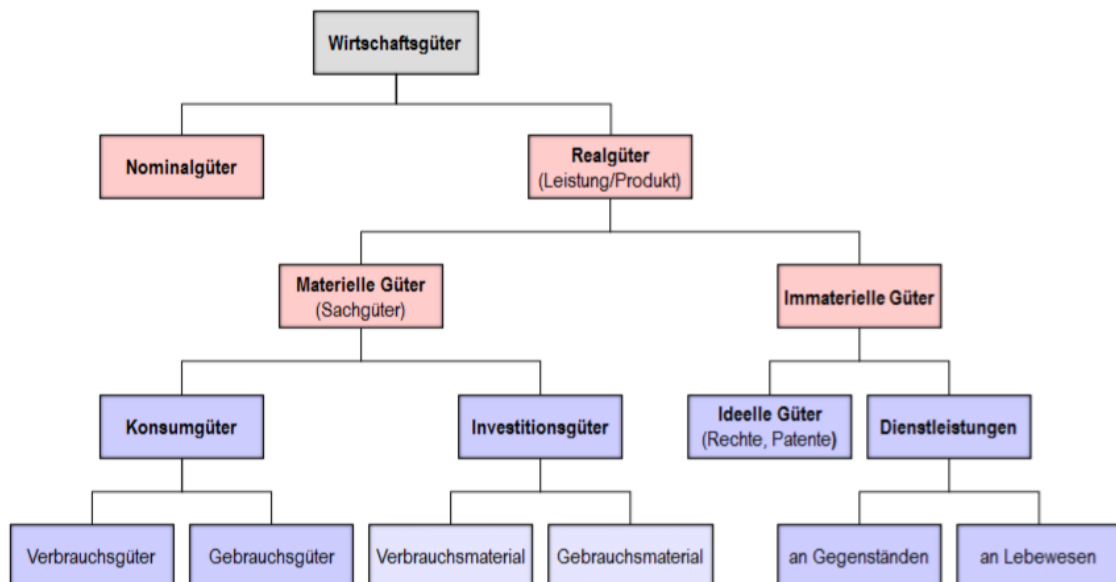 Wirtschaftsgüter
Nominalgüter
Realgüter
(Leistung/Produkt)
Materielle Güter
(Sachgüter)
Immaterielle Güter
Konsumgüter
Investitionsgüter
Ideelle Güter
(Rechte, Patente)
Dienstleistungen
Verbrauchsgüter
Gebrauchsgüter
Verbrauchsmaterial
Gebrauchsmaterial
an Gegenständen
an Lebewesen